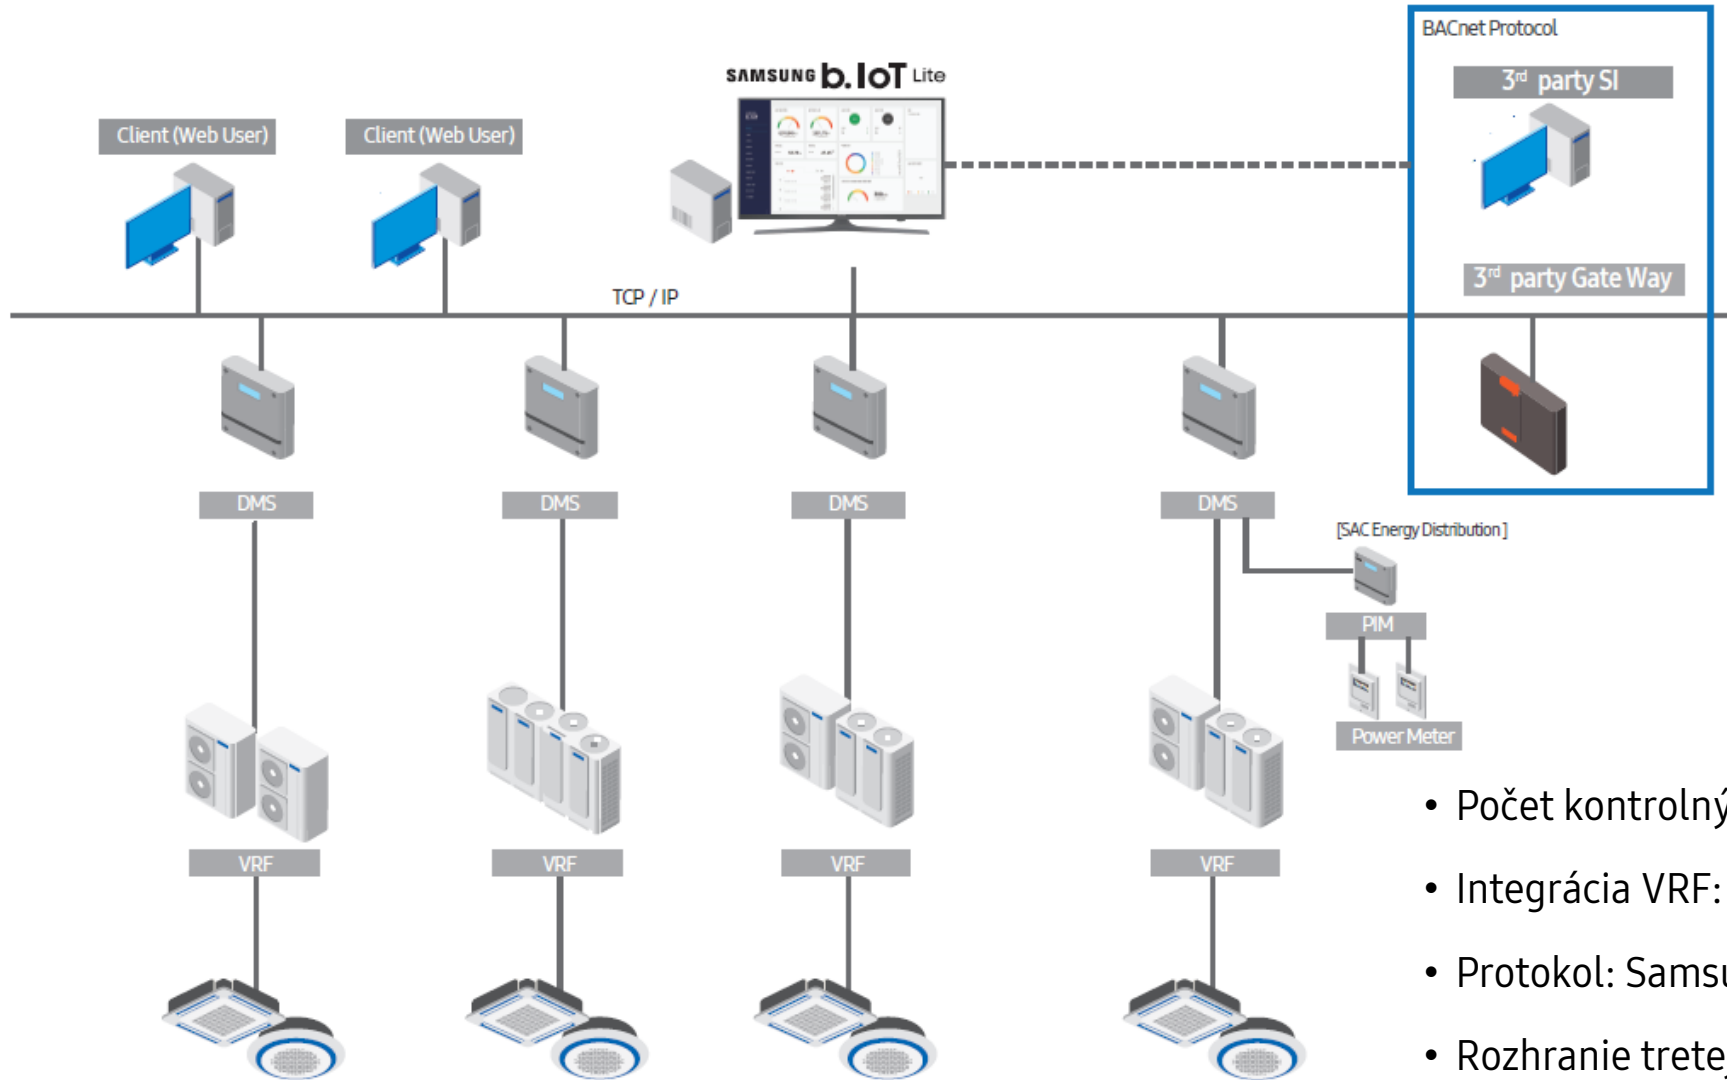 BACnet Protocol
SAMSUNG b.IoT Lite
3rd party SI
Client (Web User)
Client (Web User)
3rd party Gate Way
TCP / IP
DMS
DMS
DMS
DMS
[SAC Energy Distribution ]
PIM
Power Meter
• Počet kontrolný
VRF
VRF
VRF
VRF
• Integrácia VRF:
• Protokol: Samsu
• Rozhranie tretej